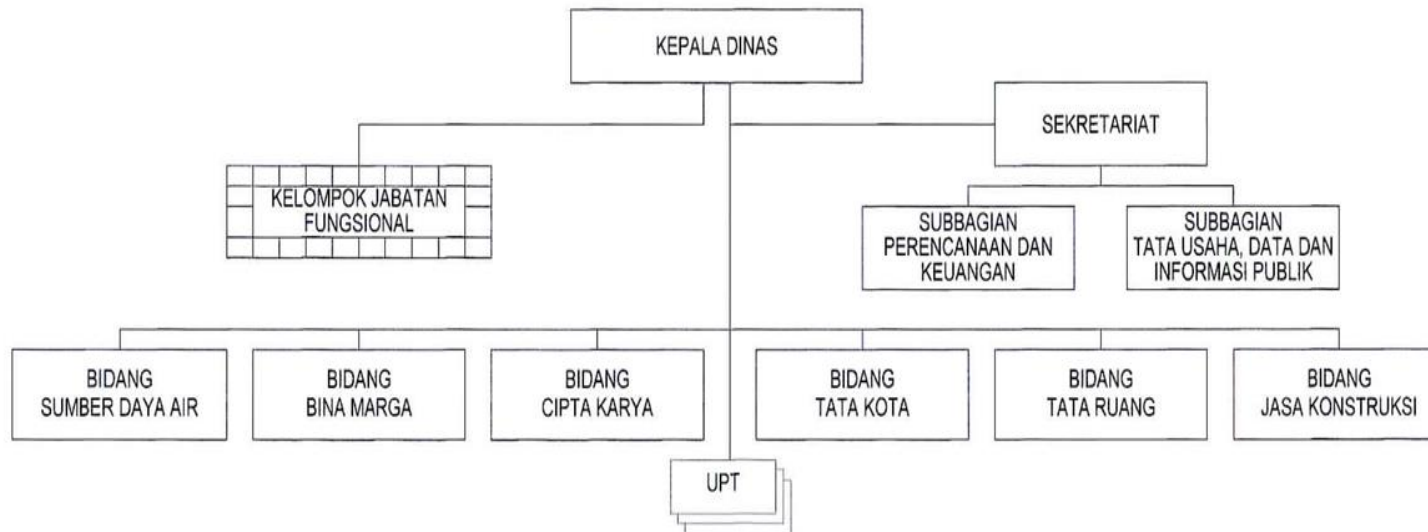 KEPALA DINAS
SEKRETARIAT
KELOMPOK JABATAN
FUNGSIONAL
SUBBAGIAN
PERENCANAAN DAN
KEUANGAN
SUBBAGIAN
TATA USAHA, DATA DAN
INFORMASI PUBLIK
BIDANG
SUMBER DAYA AIR
BIDANG
BINA MARGA
BIDANG
CIPTA KARYA
BIDANG
TATA KOTA
BIDANG
TATA RUANG
BIDANG
JASA KONSTRUKSI
UPT